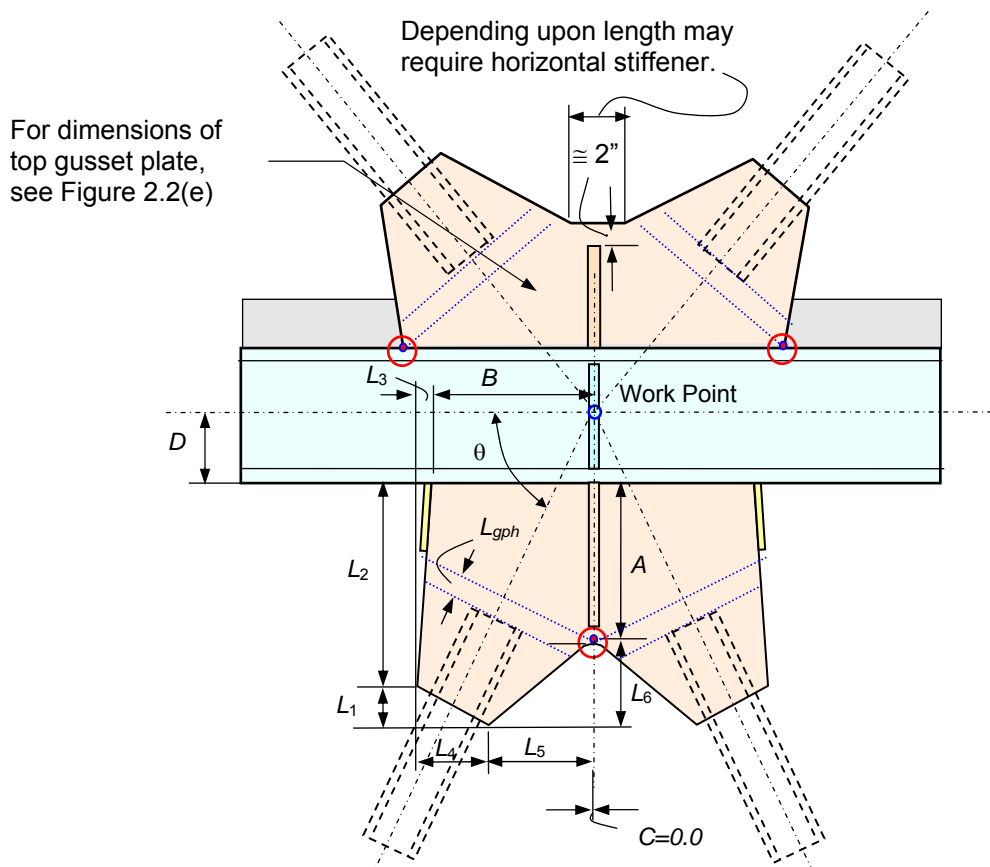 Depending upon length may
require horizontal stiffener.
For dimensions of
top gusset plate,
see Figure 2.2(e)
≅ 2”
L3
B
Work Point
D
θ
Lgph
L2
A
L1
L6
L4
L5
C=0.0